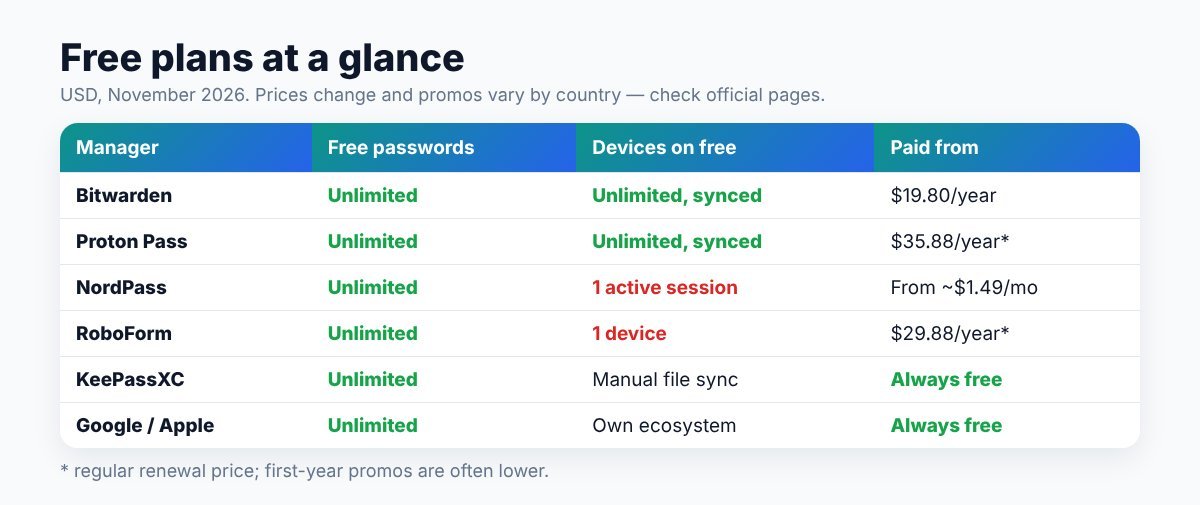 Free plans at a glance
USD, November 2026. Prices change and promos vary by country — check official pages.
Manager Free passwords Devices on free Paid from
Bitwarden Unlimited Unlimited, synced $19.80/year
Proton Pass Unlimited Unlimited, synced $35.88/year*
NordPass Unlimited 1 active session From ~$1.49/mo
RoboForm Unlimited 1 device $29.88/year*
KeePassXC Unlimited Manual file sync Always free
Google / Apple Unlimited Own ecosystem Always free
* regular renewal price; first-year promos are often lower.